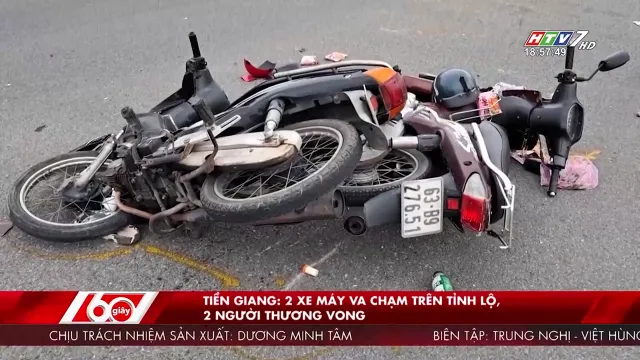 HTV7 HD
18:57:49
63-B9
276.51
60 giây
TIỀN GIANG: 2 XE MÁY VA CHẠM TRÊN TỈNH LỘ,
2 NGƯỜI THƯƠNG VONG
CHỊU TRÁCH NHIỆM SẢN XUẤT: DƯƠNG MINH TÂM
BIÊN TẬP: TRUNG NGHỊ - VIỆT HÙNG